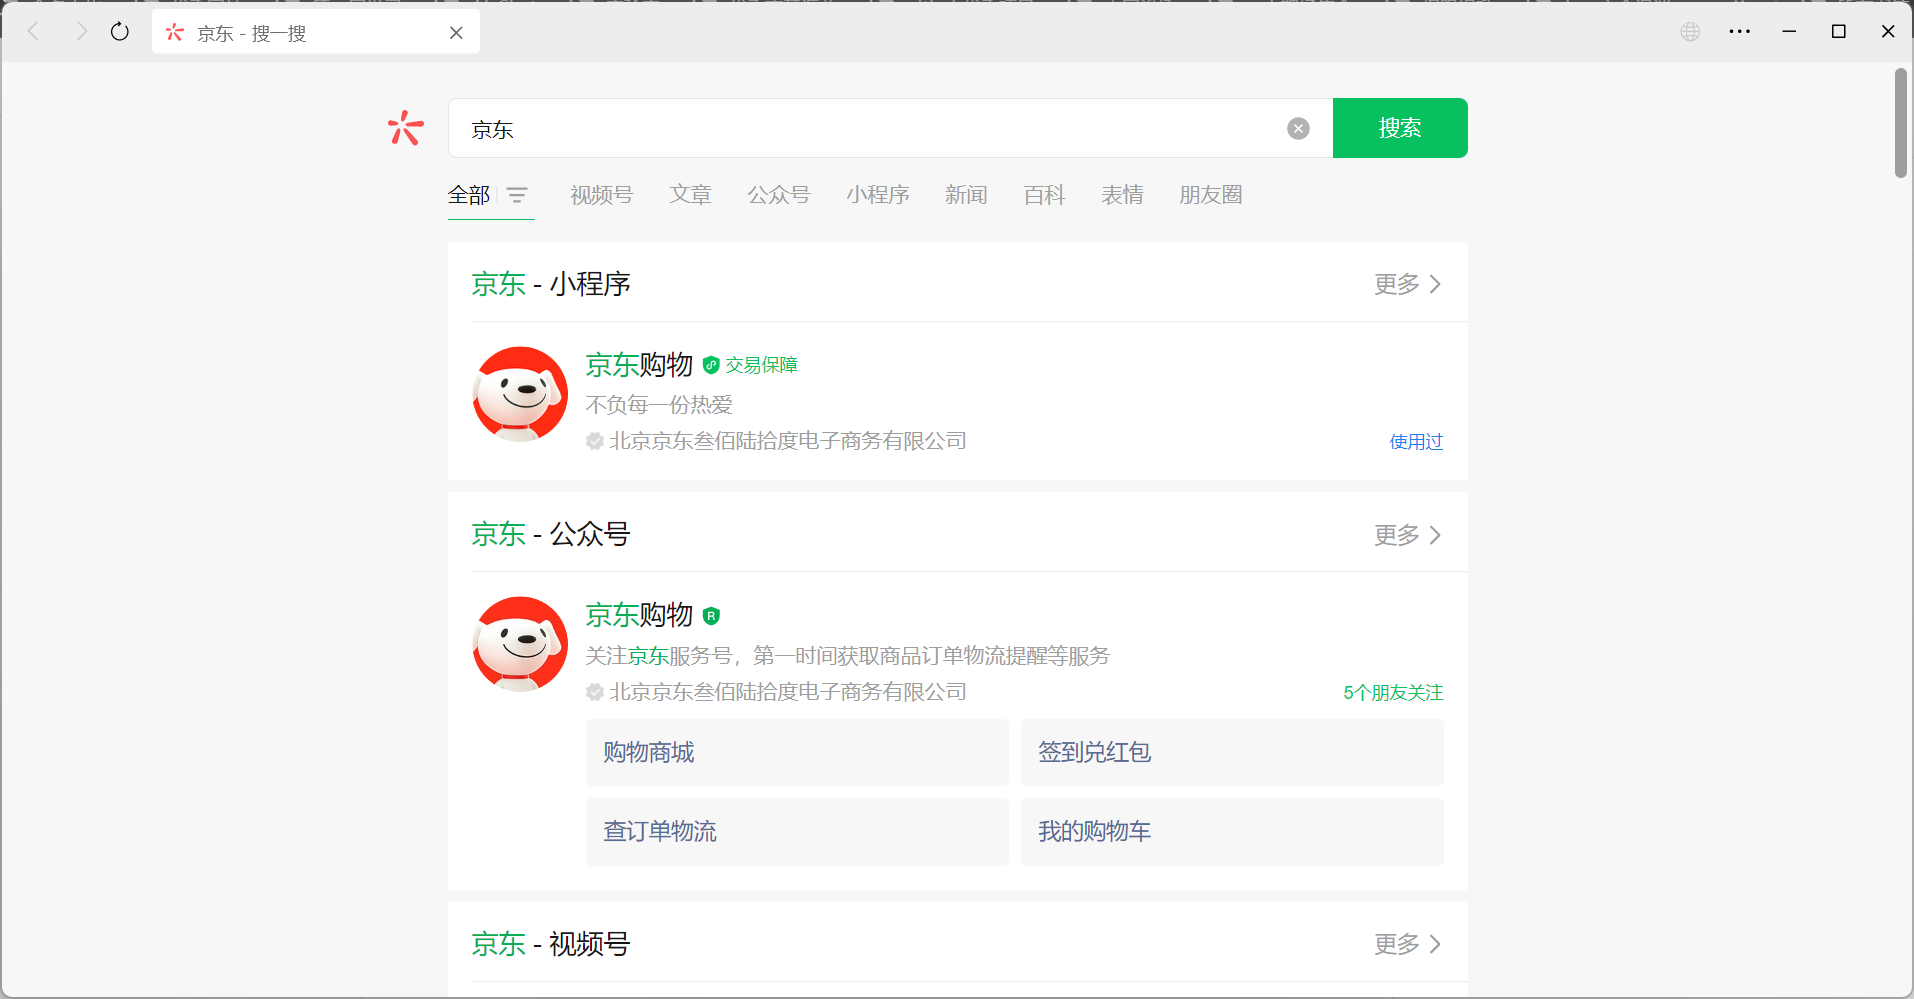 京东 - 搜一搜
京东
搜索
全部 视频号 文章 公众号 小程序 新闻 百科 表情 朋友圈
京东 - 小程序 更多
京东购物 交易保障
不负每一份热爱
北京京东叁佰陆拾度电子商务有限公司 使用过
京东 - 公众号 更多
京东购物 R
关注京东服务号，第一时间获取商品订单物流提醒等服务
北京京东叁佰陆拾度电子商务有限公司 5个朋友关注
购物商城 签到兑红包
查订单物流 我的购物车
京东 - 视频号 更多